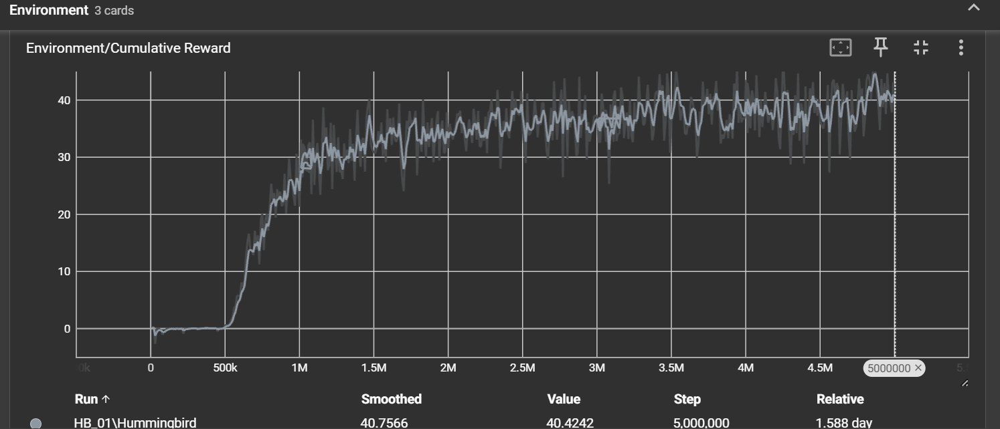 Environment 3 cards
Environment/Cumulative Reward
40
30
20
10
0
0k 0 500k 1M 1.5M 2M 2.5M 3M 3.5M 4M 4.5M 5000000 × 5.
Run ↑ Smoothed Value Step Relative
HB_01\Hummingbird 40.7566 40.4242 5,000,000 1.588 day